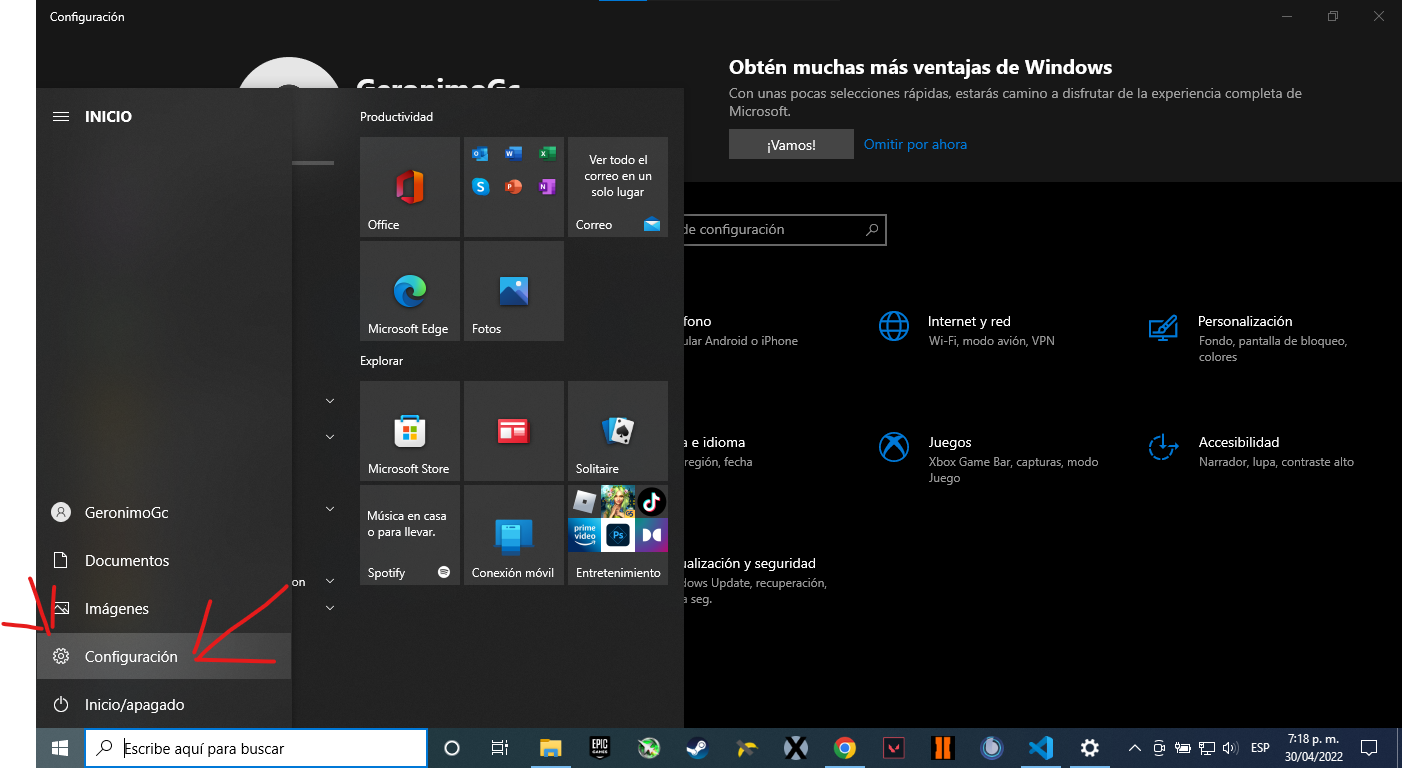 Configuración
GeronimoGc
Obtén muchas más ventajas de Windows
Con unas pocas selecciones rápidas, estarás camino a disfrutar de la experiencia completa de
Microsoft.
¡Vamos!
Omitir por ahora
INICIO
GeronimoGc
Documentos
Imágenes
Configuración
Inicio/apagado
on
Productividad
Office
Ver todo el
correo en un
solo lugar
Correo
Microsoft Edge
Fotos
Explorar
Microsoft Store
Solitaire
Música en casa
o para llevar.
Spotify
Conexión móvil
prime
video
Ps
Entretenimiento
de configuración
fono
ular Android o iPhone
Internet y red
Wi-Fi, modo avión, VPN
Personalización
Fondo, pantalla de bloqueo,
colores
a e idioma
región, fecha
Juegos
Xbox Game Bar, capturas, modo
Juego
Accesibilidad
Narrador, lupa, contraste alto
ualización y seguridad
dows Update, recuperación,
a seg.
Escribe aquí para buscar
EPIC
GAMES
ESP
7:18 p. m.
30/04/2022